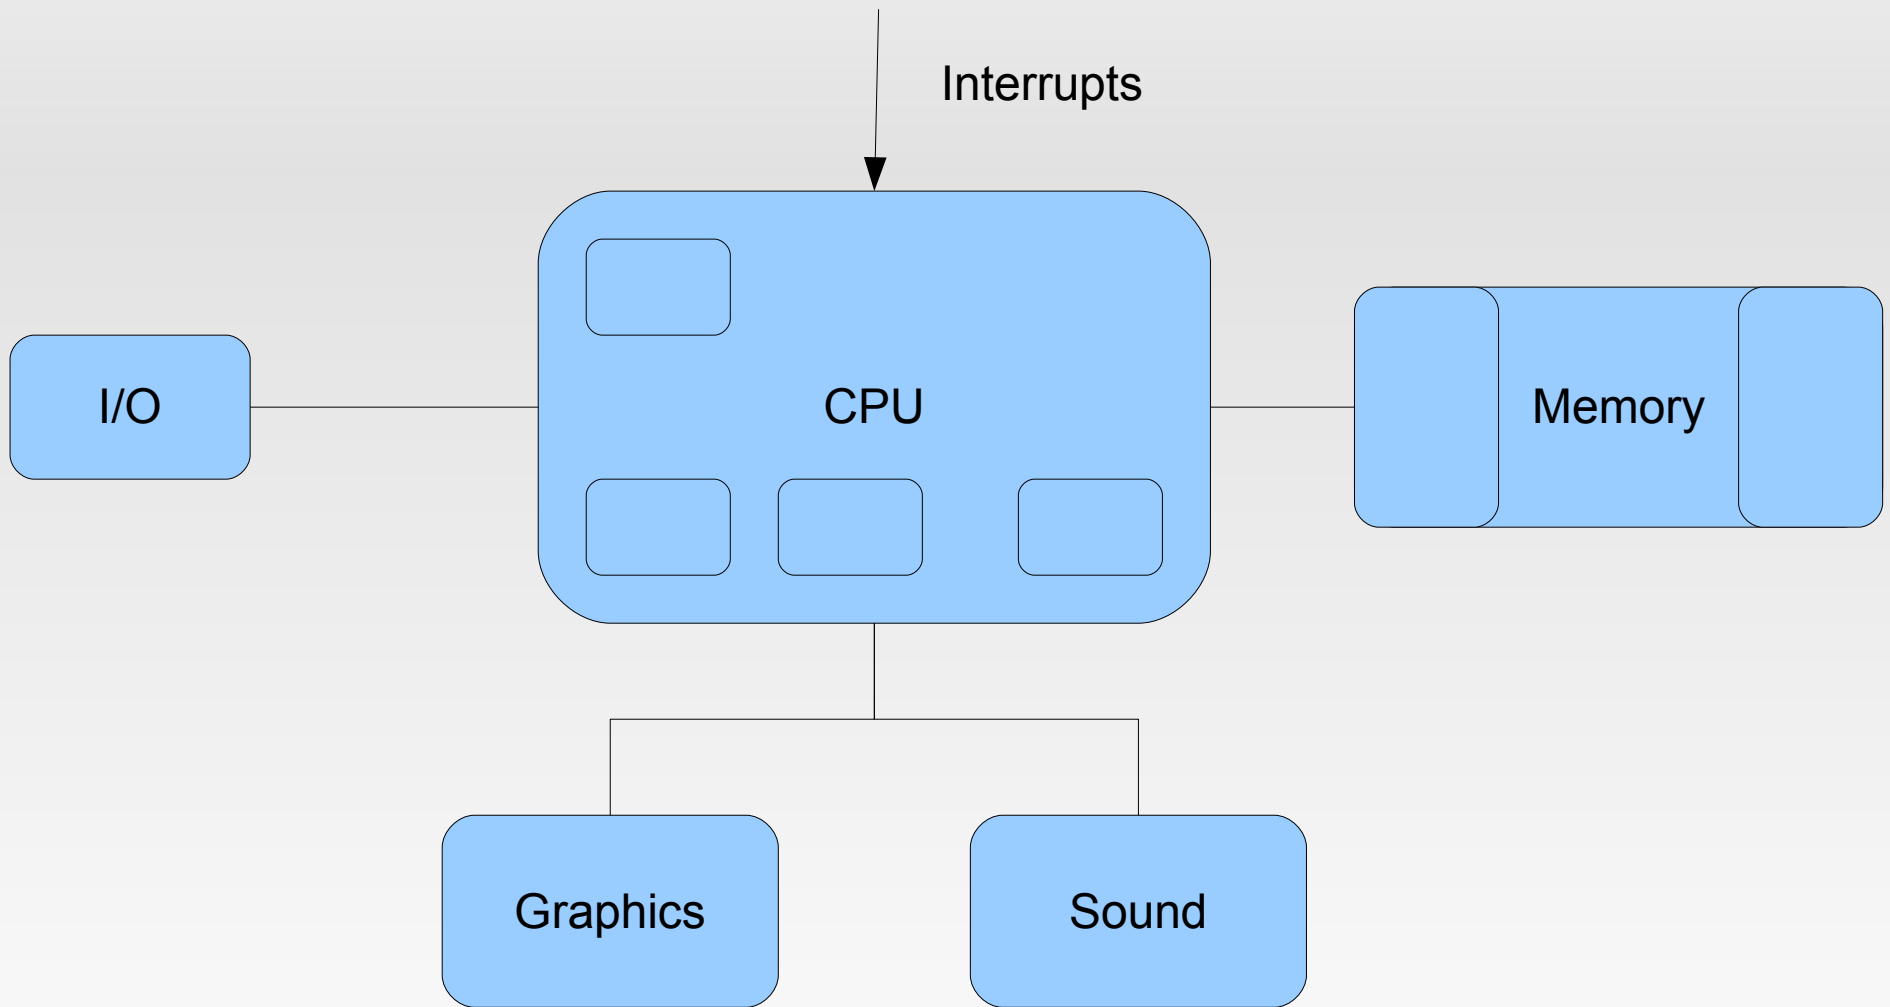 Interrupts
I/O
CPU
Memory
Graphics
Sound